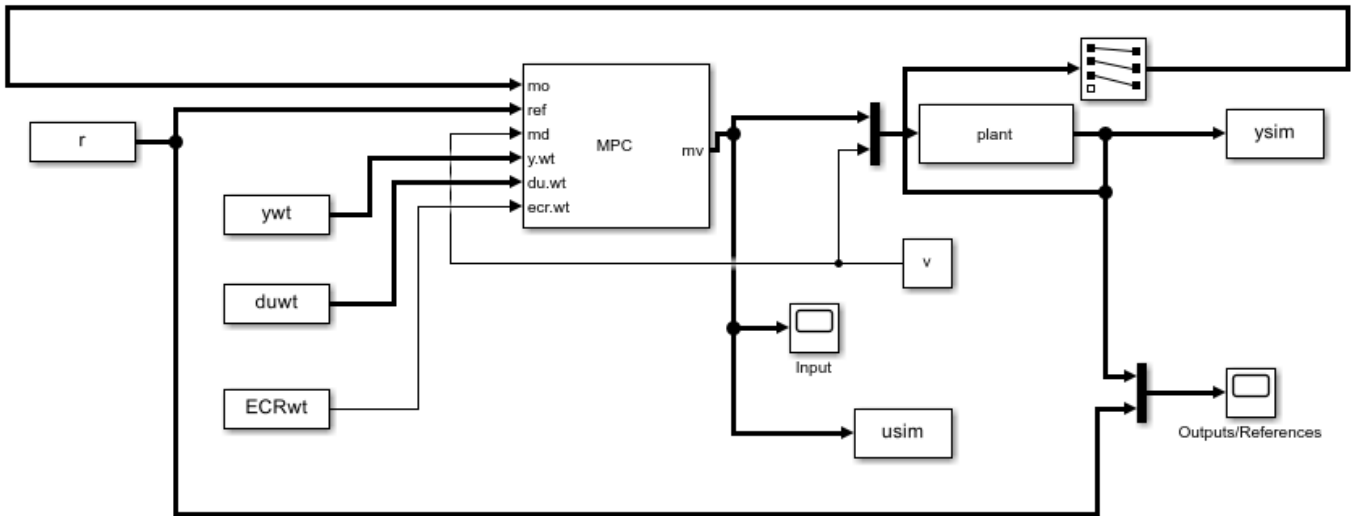 mo
ref
md
y.wt
du.wt
ecr.wt
MPC
mv
r
plant
ysim
ywt
v
duwt
Input
ECRwt
usim
Outputs/References